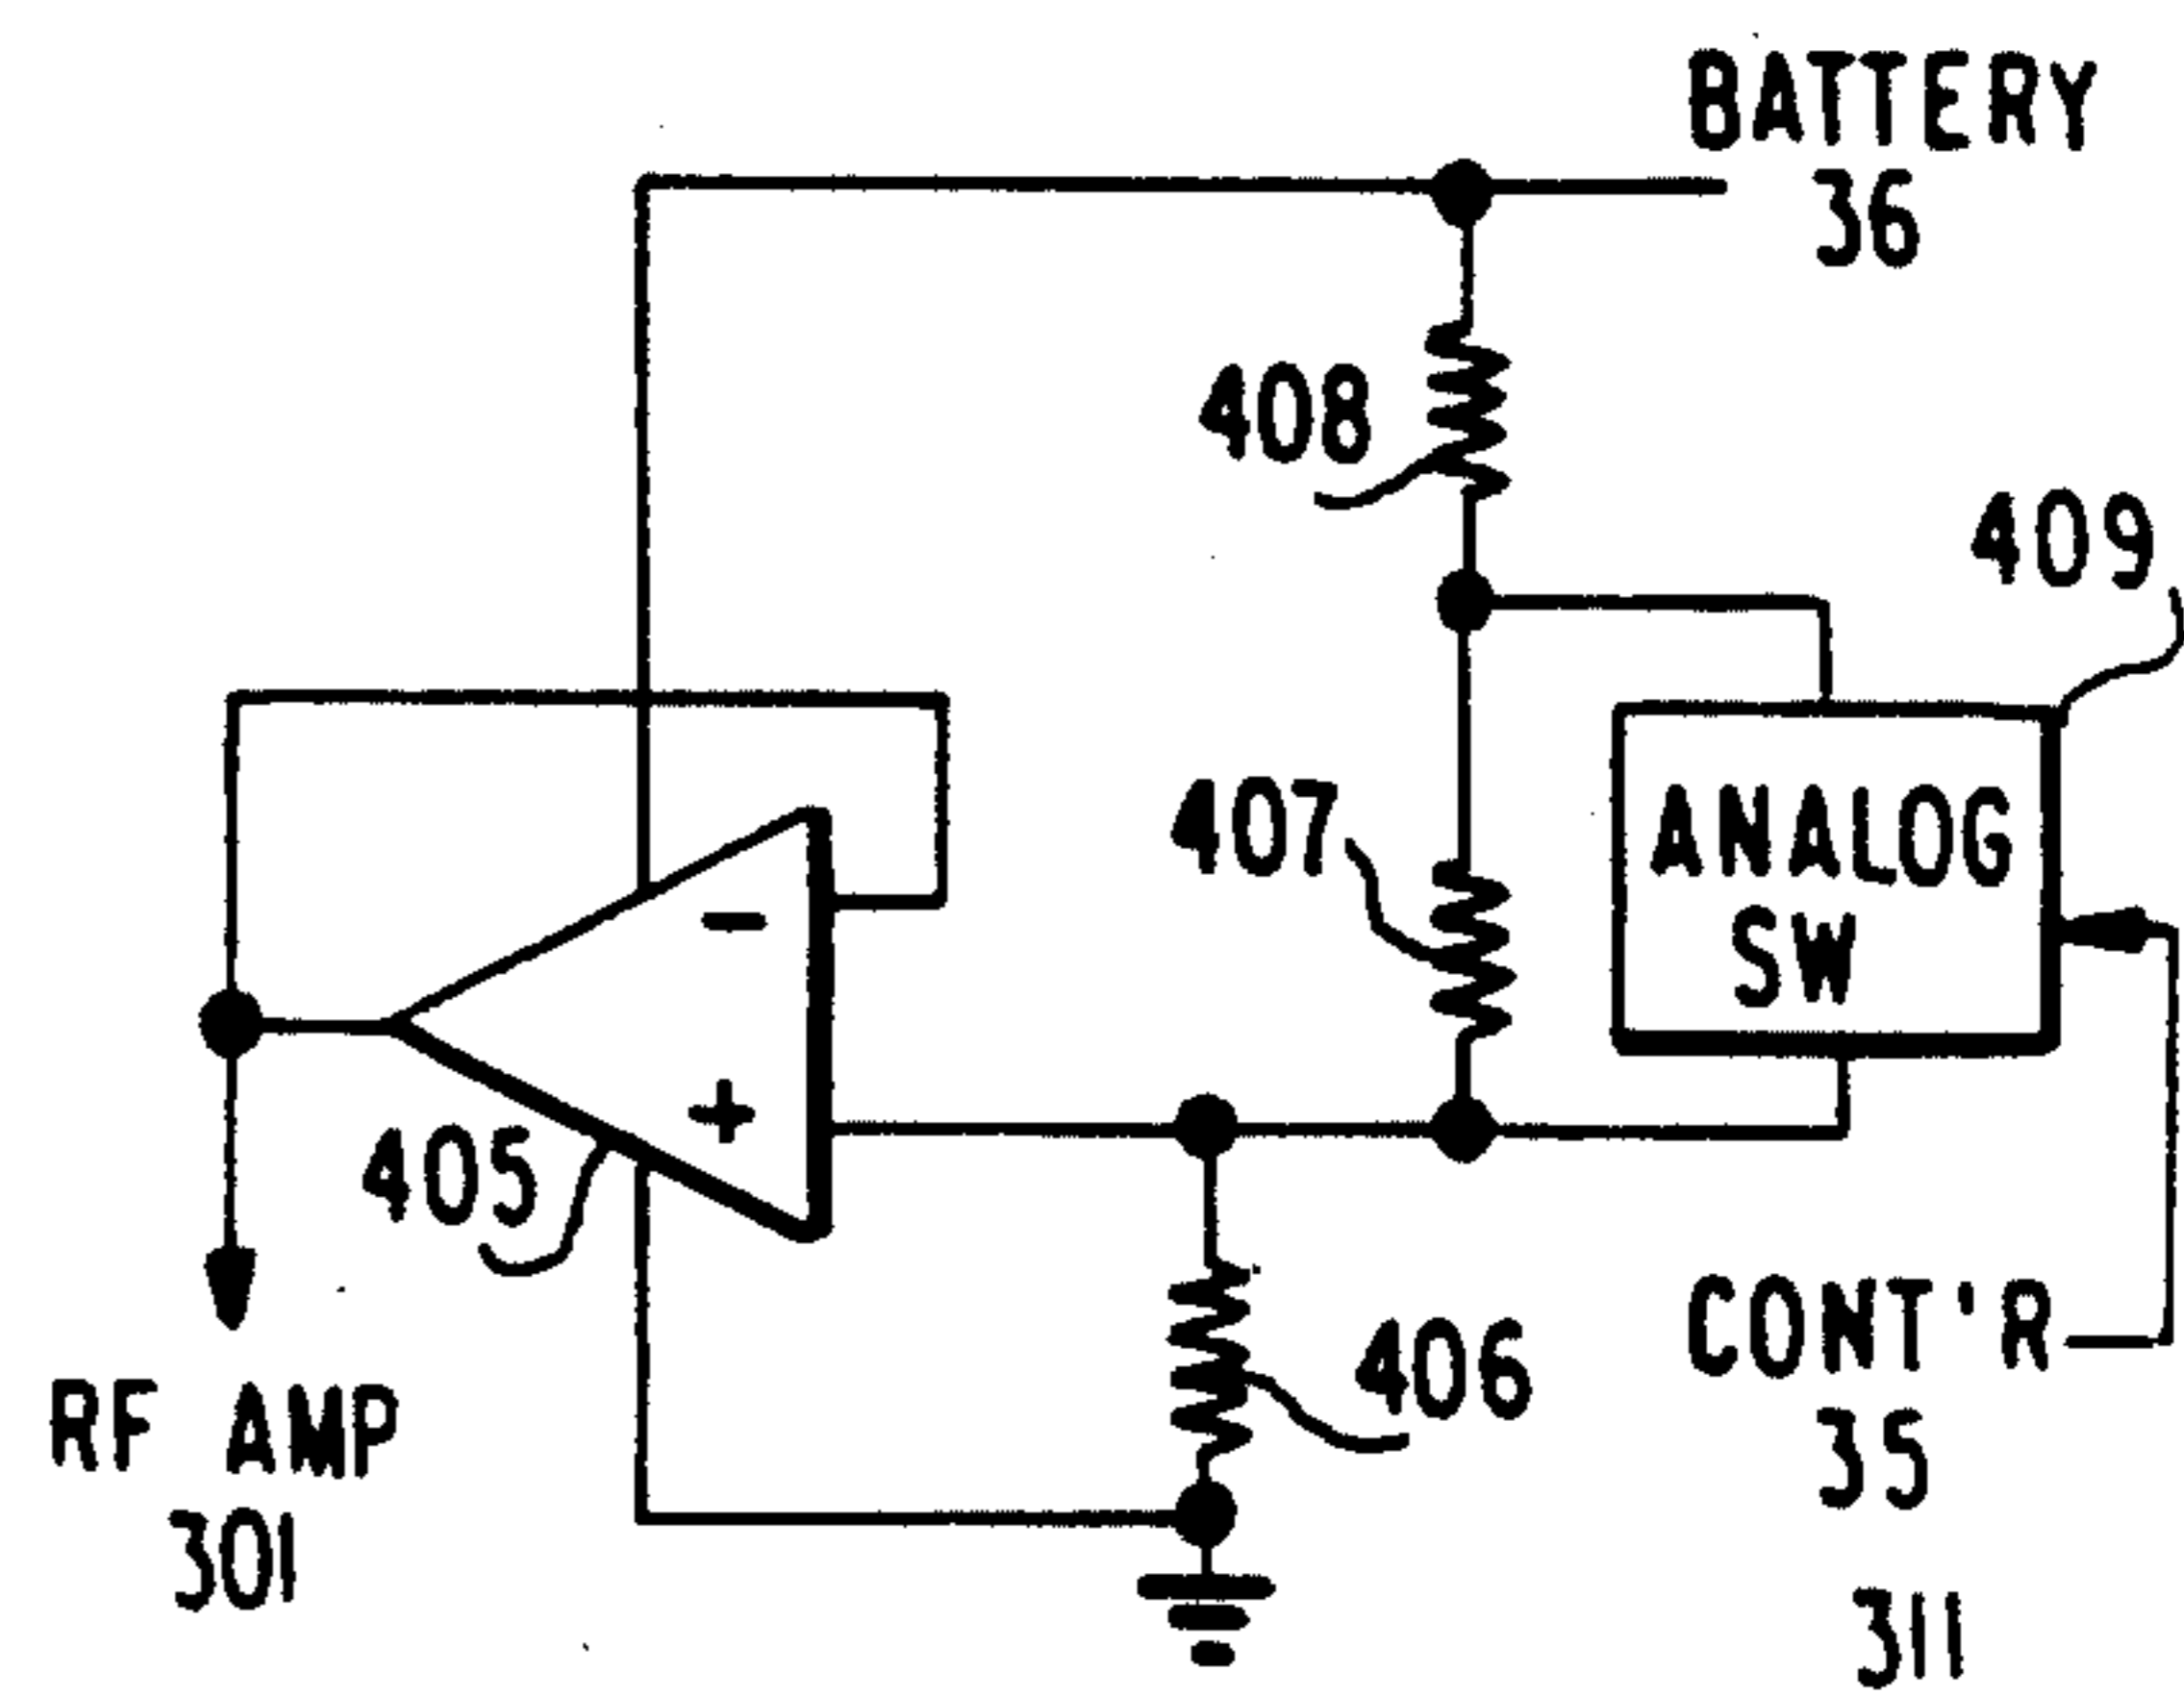 BATTERY
36
408
409
407
ANALOG
SW
-
+
405
406
CONT'R
35
RF AMP
301
311